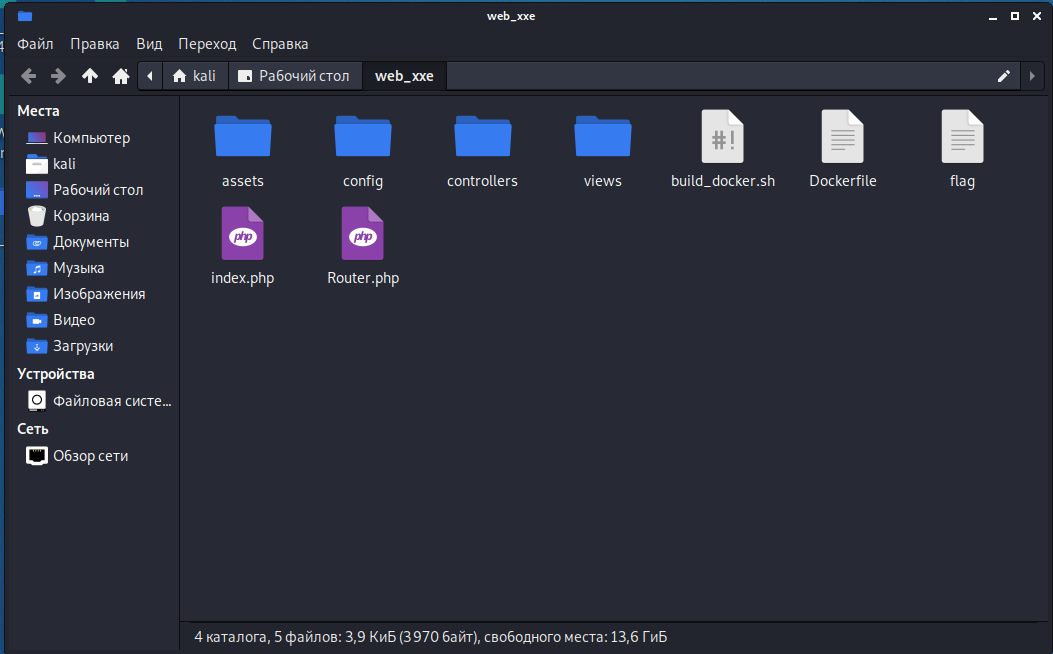 web_xxe
Файл Правка Вид Переход Справка
kali Рабочий стол web_xxe
Места
Компьютер
kali
Рабочий стол
Корзина
Документы
Музыка
Изображения
Видео
Загрузки
Устройства
Файловая систе...
Сеть
Обзор сети
assets config controllers views build_docker.sh Dockerfile flag
index.php Router.php
4 каталога, 5 файлов: 3,9 КиБ (3 970 байт), свободного места: 13,6 ГиБ